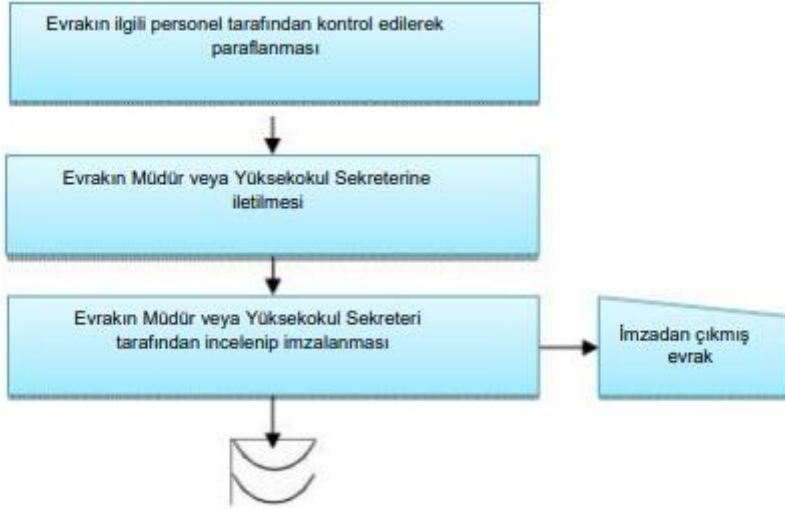 Evrakın ilgili personel tarafından kontrol edilerek
paraflanması
Evrakın Müdür veya Yüksekokul Sekreterine
iletilmesi
Evrakın Müdür veya Yüksekokul Sekreteri
tarafından incelenip imzalanması
İmzadan çıkmış
evrak